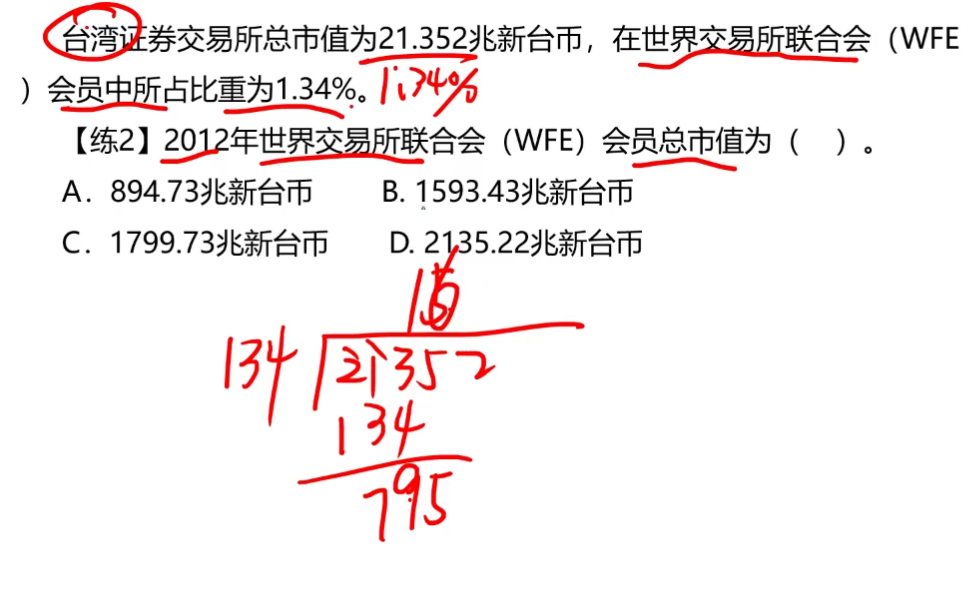 台湾证券交易所总市值为21.352兆新台币，在世界交易所联合会（WFE
）会员中所占比重为1.34%。
1.34%
【练2】2012年世界交易所联合会（WFE）会员总市值为（　）。
A．894.73兆新台币　B. 1593.43兆新台币
C．1799.73兆新台币　D. 2135.22兆新台币
134 21352
134
795